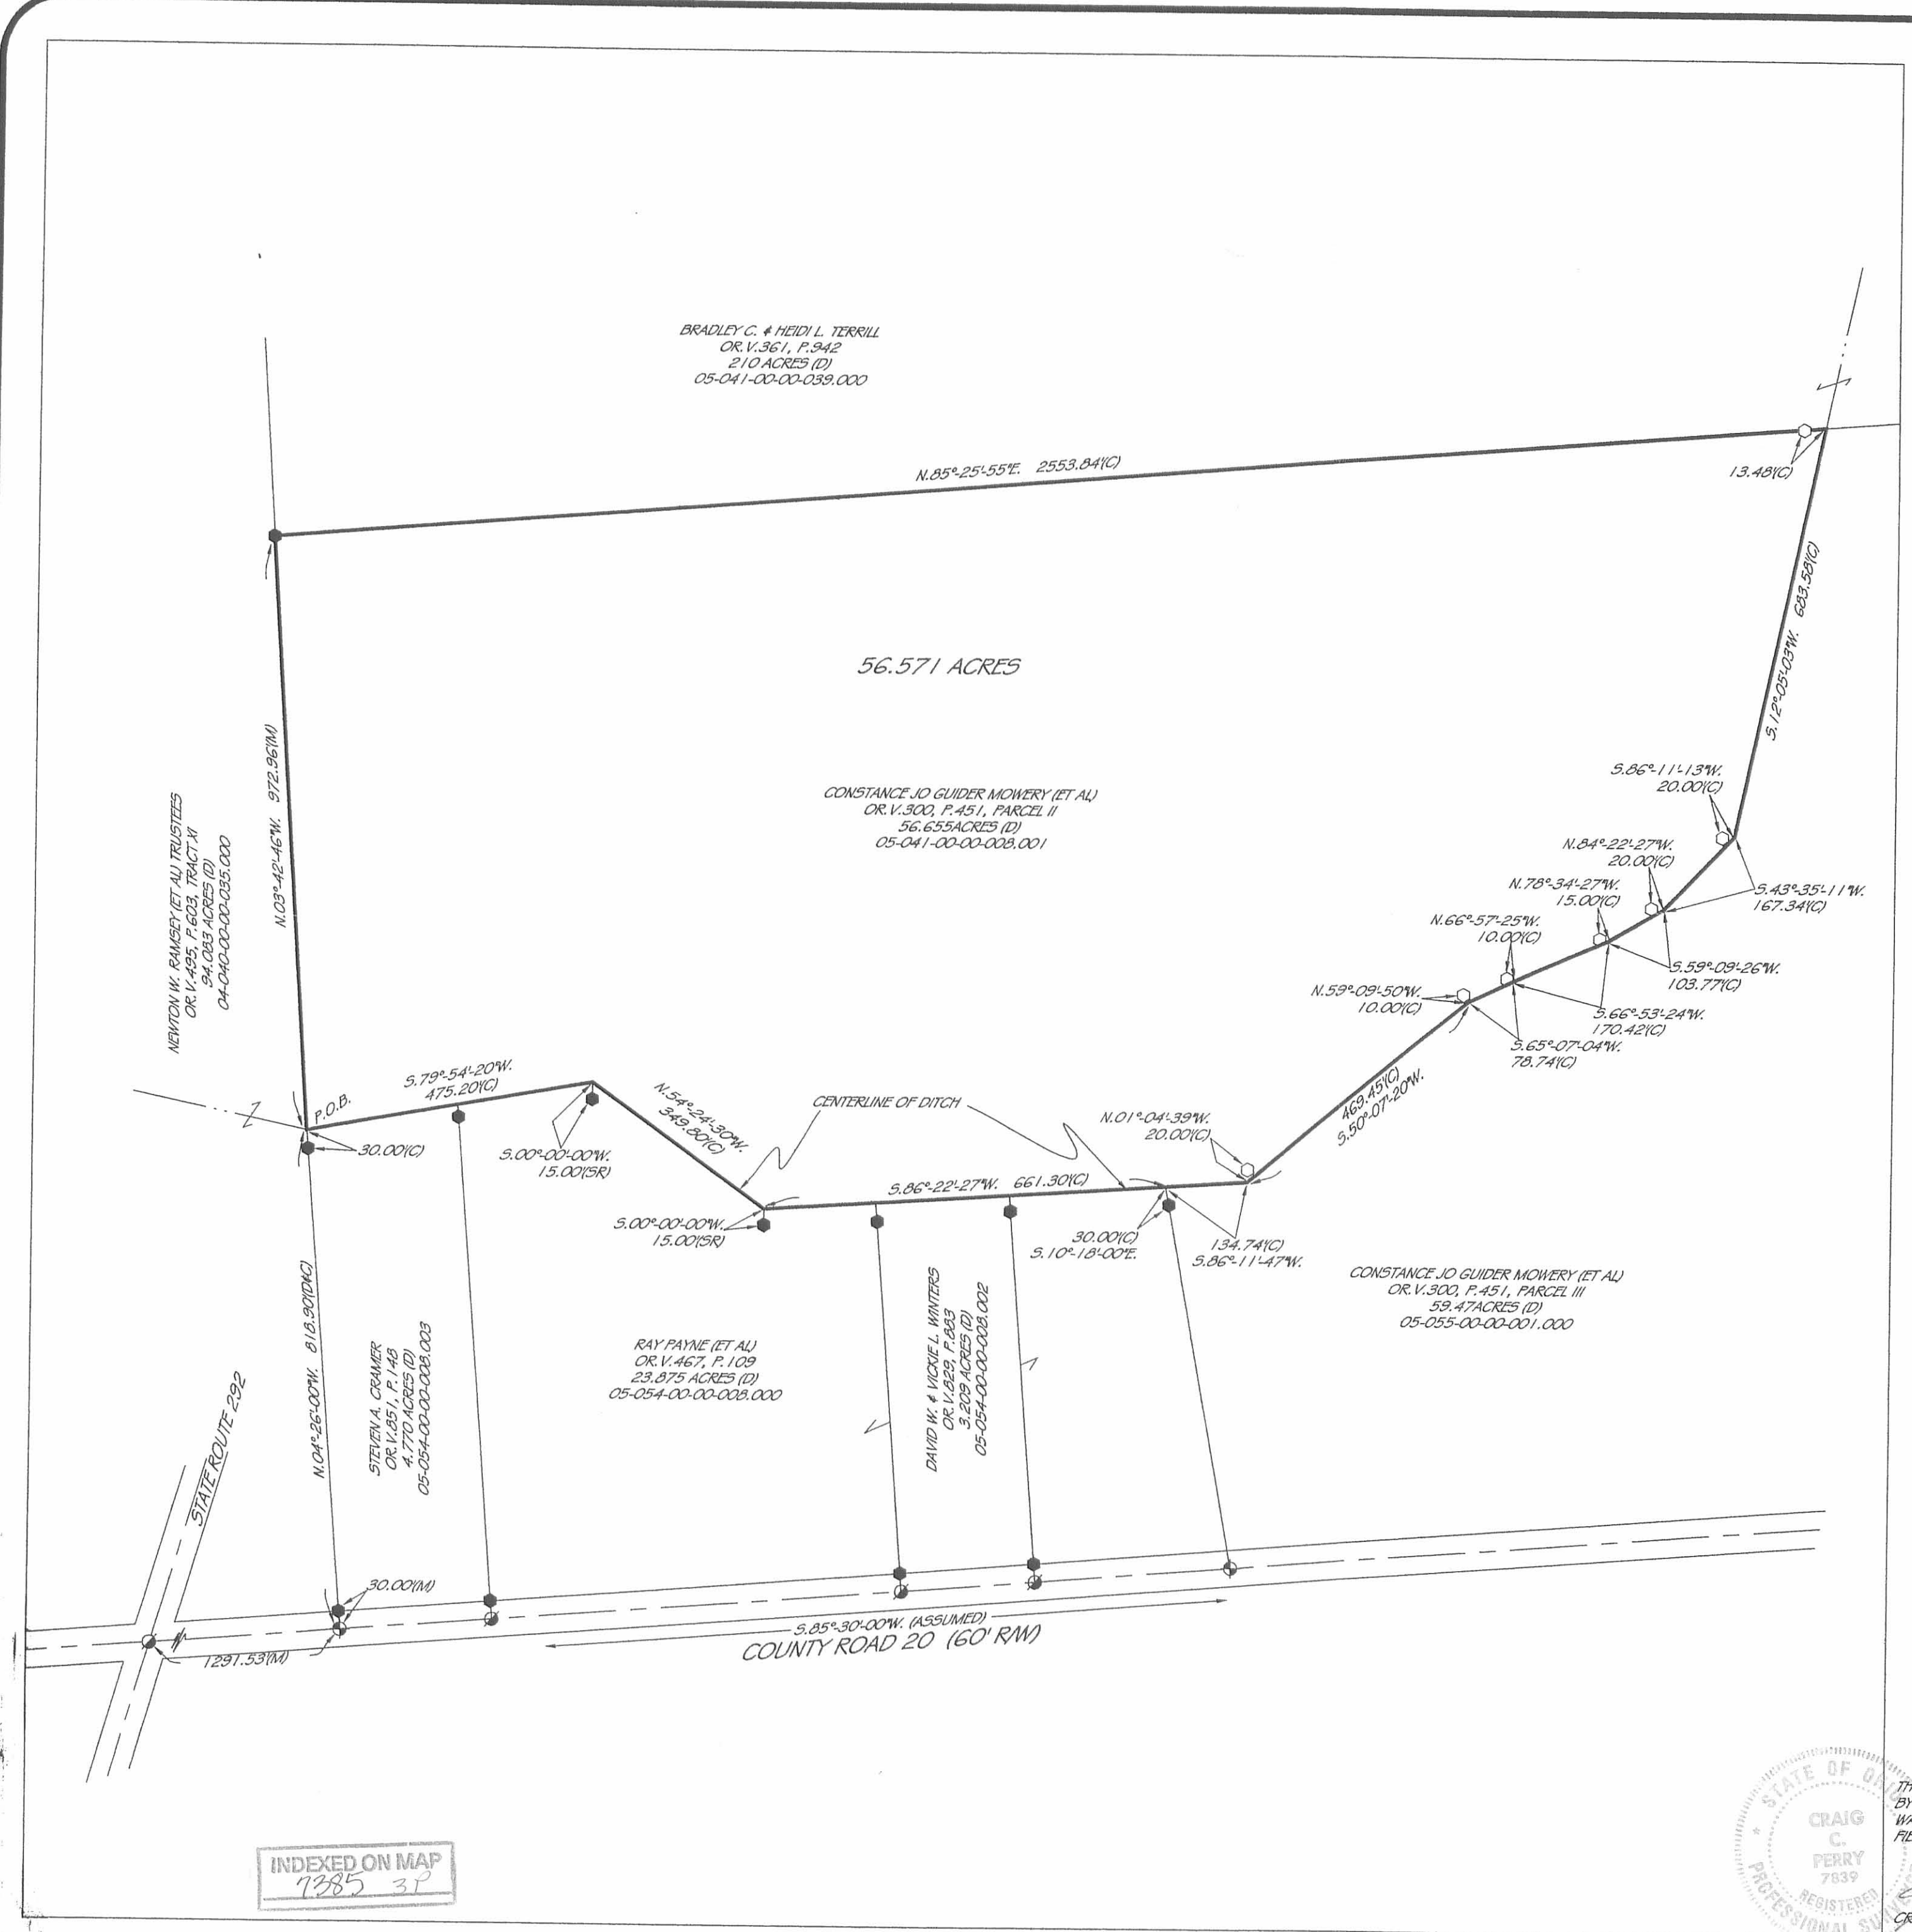 BRADLEY C. & HEIDI L. TERRILL
OR.V.361, P.942
210 ACRES (D)
05-041-00-00-039.000
N.85°-25'-55"E. 2553.84'(C)
13.48'(C)
S.12°-05'-03"W. 683.58'(C)
56.571 ACRES
N.03°-42'-46"W. 972.96'(M)
NEWTON W. RAMSEY (ET AL) TRUSTEES
OR.V.495, P.603, TRACT XI
94.083 ACRES (D)
04-040-00-00-035.000
CONSTANCE JO GUIDER MOWERY (ET AL)
OR.V.300, P.451, PARCEL II
56.655ACRES (D)
05-041-00-00-008.001
S.86°-11'-13"W.
20.00'(C)
N.84°-22'-27"W.
20.00'(C)
N.78°-34'-27"W.
15.00'(C)
N.66°-57'-25"W.
10.00'(C)
N.59°-09'-50"W.
10.00'(C)
S.43°-35'-11"W.
167.34'(C)
S.59°-09'-26"W.
103.77'(C)
S.66°-53'-24"W.
170.42'(C)
S.65°-07'-04"W.
78.74'(C)
469.45'(C)
S.50°-07'-20"W.
P.O.B.
S.79°-54'-20"W.
475.20'(C)
30.00'(C)
S.00°-00'-00"W.
15.00'(SR)
N.54°-24'-30"W.
349.80'(C)
CENTERLINE OF DITCH
N.01°-04'-39"W.
20.00'(C)
S.86°-22'-27"W. 661.30'(C)
S.00°-00'-00"W.
15.00'(SR)
30.00'(C)
S.10°-18'-00"E.
134.74'(C)
S.86°-11'-47"W.
CONSTANCE JO GUIDER MOWERY (ET AL)
OR.V.300, P.451, PARCEL III
59.47ACRES (D)
05-055-00-00-001.000
N.04°-26'-00"W. 818.90'(D&C)
STEVEN A. CRAMER
OR.V.851, P.148
4.770 ACRES (D)
05-054-00-00-008.003
RAY PAYNE (ET AL)
OR.V.467, P.109
23.875 ACRES (D)
05-054-00-00-008.000
DAVID W. & VICKIE L. WINTERS
OR.V.829, P.883
3.209 ACRES (D)
05-054-00-00-008.002
STATE ROUTE 292
30.00'(M)
1291.53'(M)
S.85°-30'-00"W. (ASSUMED)
COUNTY ROAD 20 (60' R/W)
INDEXED ON MAP
7385 3P
STATE OF OHIO
CRAIG
C.
PERRY
7839
REGISTERED
PROFESSIONAL
TH
BY
WA
FIE
CR